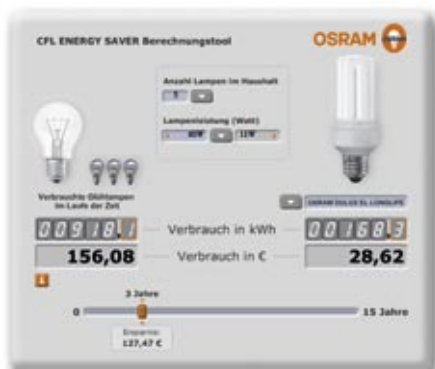 CFL ENERGY SAVER Berechnungstool
OSRAM
Anzahl Lampen im Haushalt
5
Lampenleistung (Watt)
60W 11W
Verbrauchte Glühlampen
im Laufe der Zeit
OSRAM DULUX EL LONGLIFE
00918.1 Verbrauch in kWh 00168.3
156,08 Verbrauch in € 28,62
3 Jahre
0 15 Jahre
Ersparnis:
127,47 €